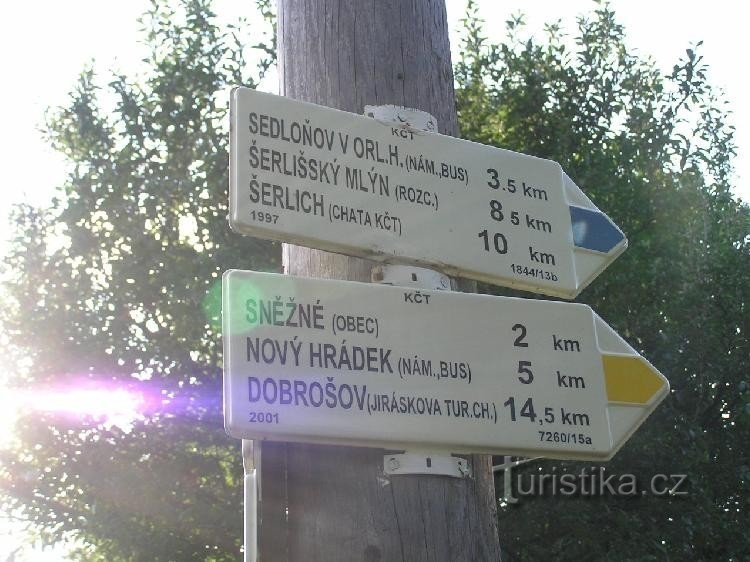 KČT
SEDLOŇOV V ORL.H. (NÁM., BUS) 3.5 km
ŠERLIŠSKÝ MLÝN (ROZC.) 8 5 km
ŠERLICH (CHATA KČT) 10 km
1997 1844/13b
KČT
SNĚŽNÉ (OBEC) 2 km
NOVÝ HRÁDEK (NÁM.,BUS) 5 km
DOBROŠOV (JIRÁSKOVA TUR.CH.) 14,5 km
2001 7260/15a
Turistika.cz